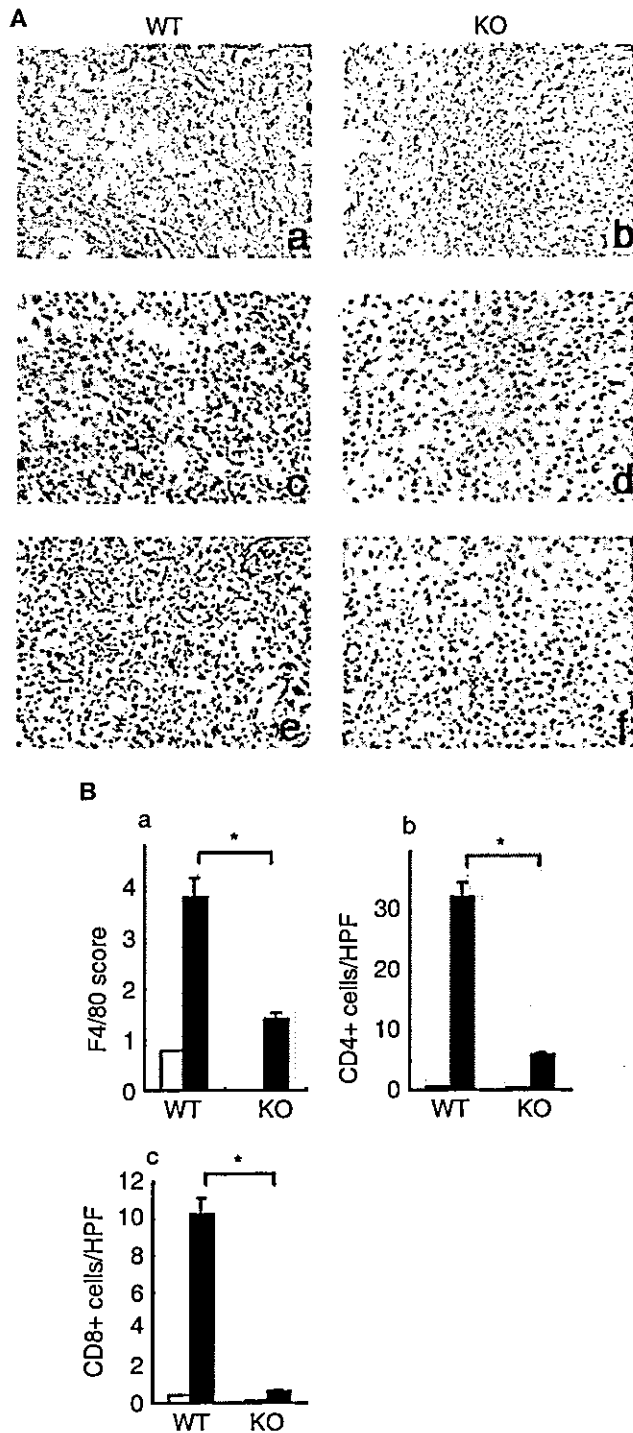 A
WT KO
a b
c d
e f
B
a
*
F4/80 score
4
3
2
1
0
WT KO
b
*
CD4+ cells/HPF
30
20
10
0
WT KO
c
*
CD8+ cells/HPF
12
10
8
6
4
2
0
WT KO